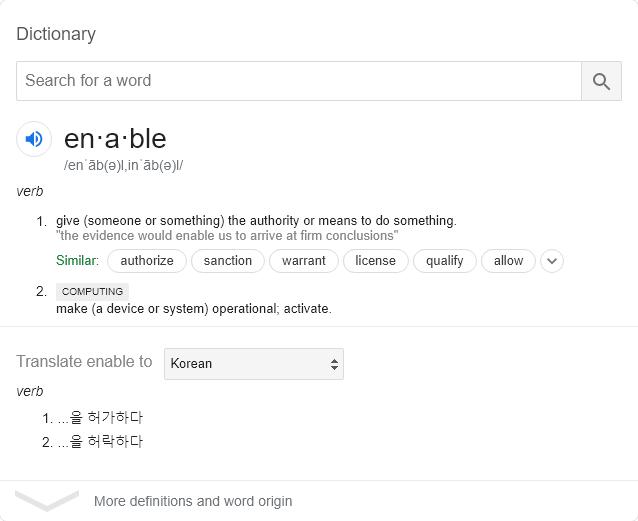 Dictionary
Search for a word
en·a·ble
/enˈāb(ə)l,inˈāb(ə)l/
verb
1. give (someone or something) the authority or means to do something.
"the evidence would enable us to arrive at firm conclusions"
Similar: authorize sanction warrant license qualify allow
2. COMPUTING
make (a device or system) operational; activate.
Translate enable to Korean
verb
1. ...을 허가하다
2. ...을 허락하다
More definitions and word origin